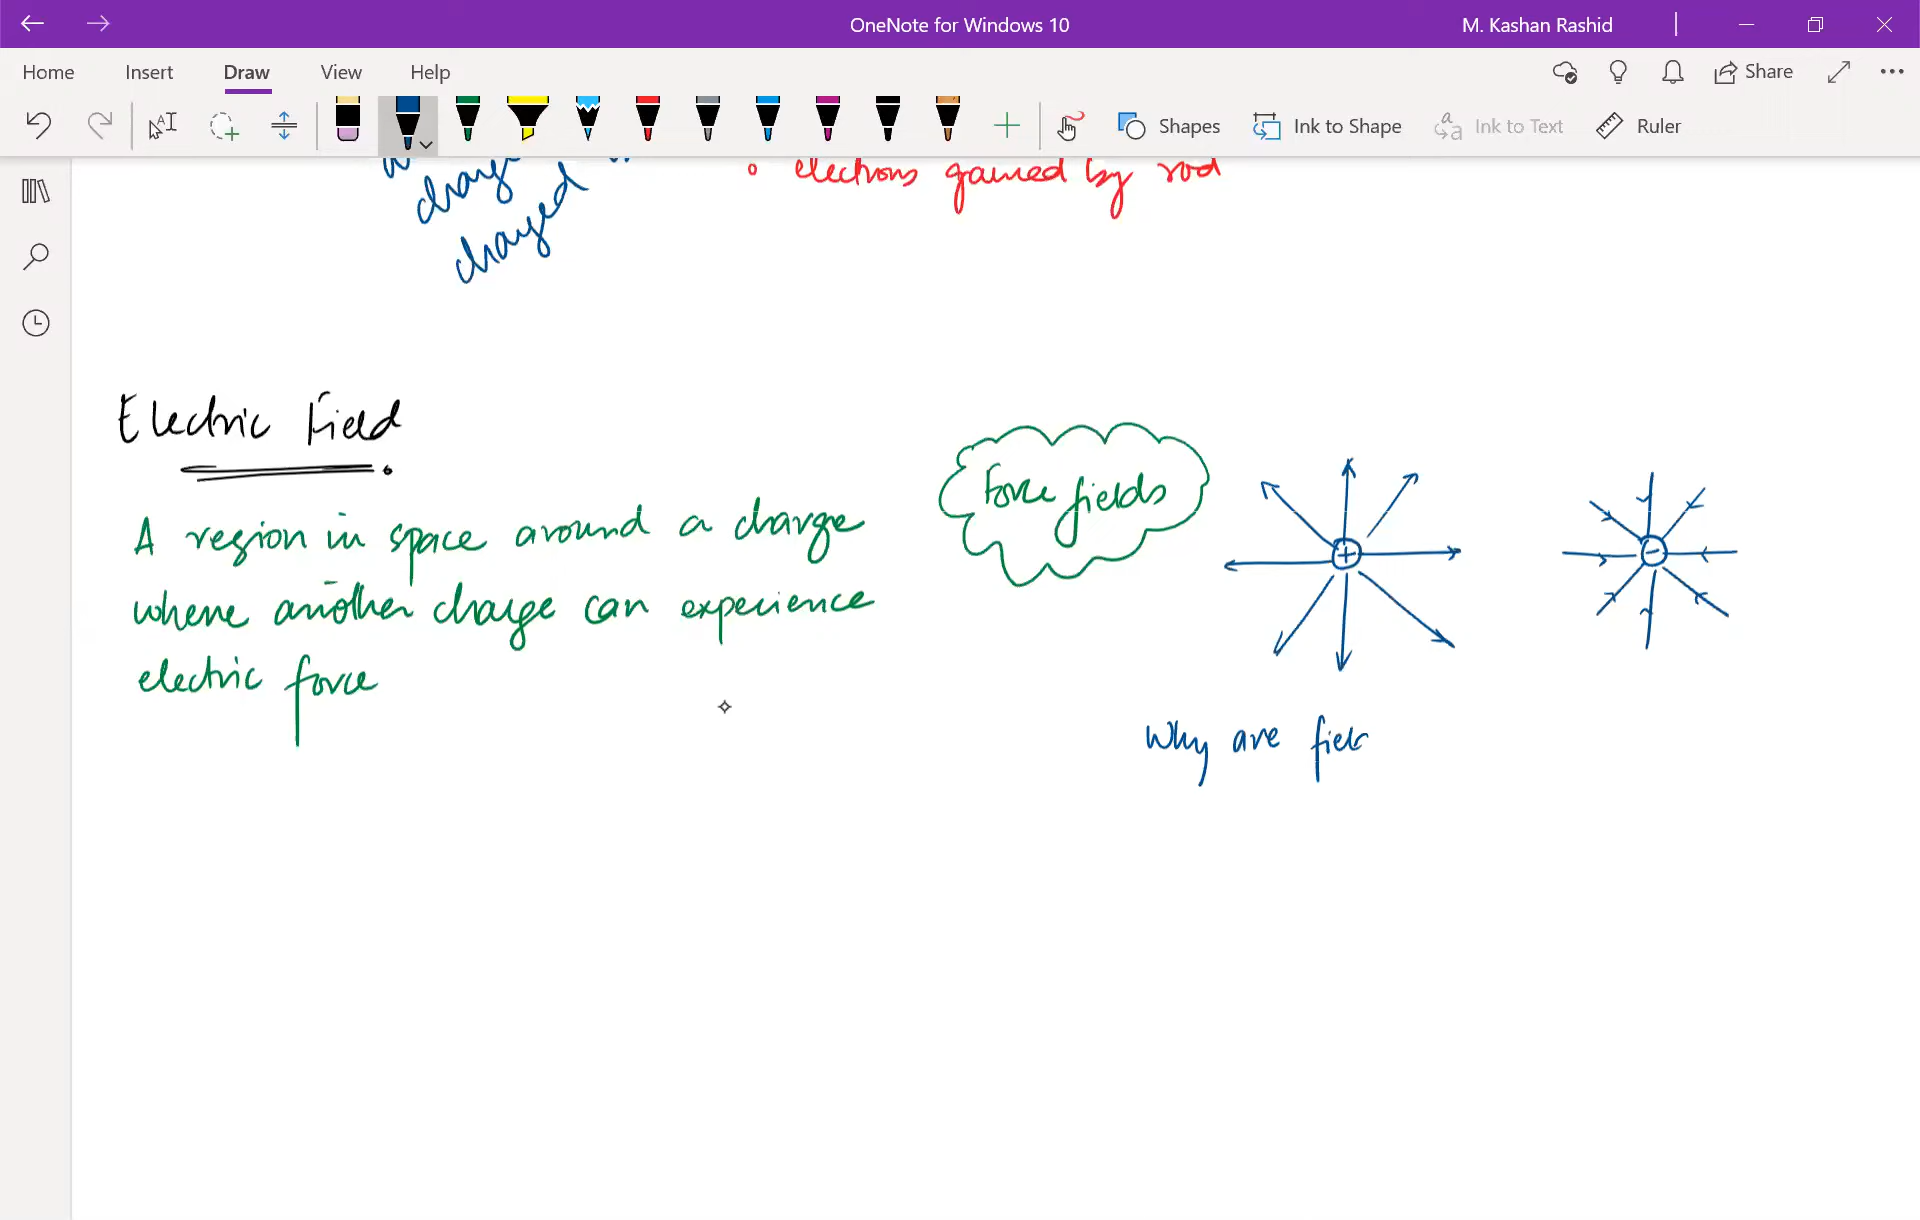 OneNote for Windows 10
M. Kashan Rashid
Home Insert Draw View Help
Share
Shapes Ink to Shape Ink to Text Ruler
charge
charged
electrons gained by rod
Electric Field
A region in space around a charge
where another charge can experience
electric force
Force fields
+
-
Why are fiel